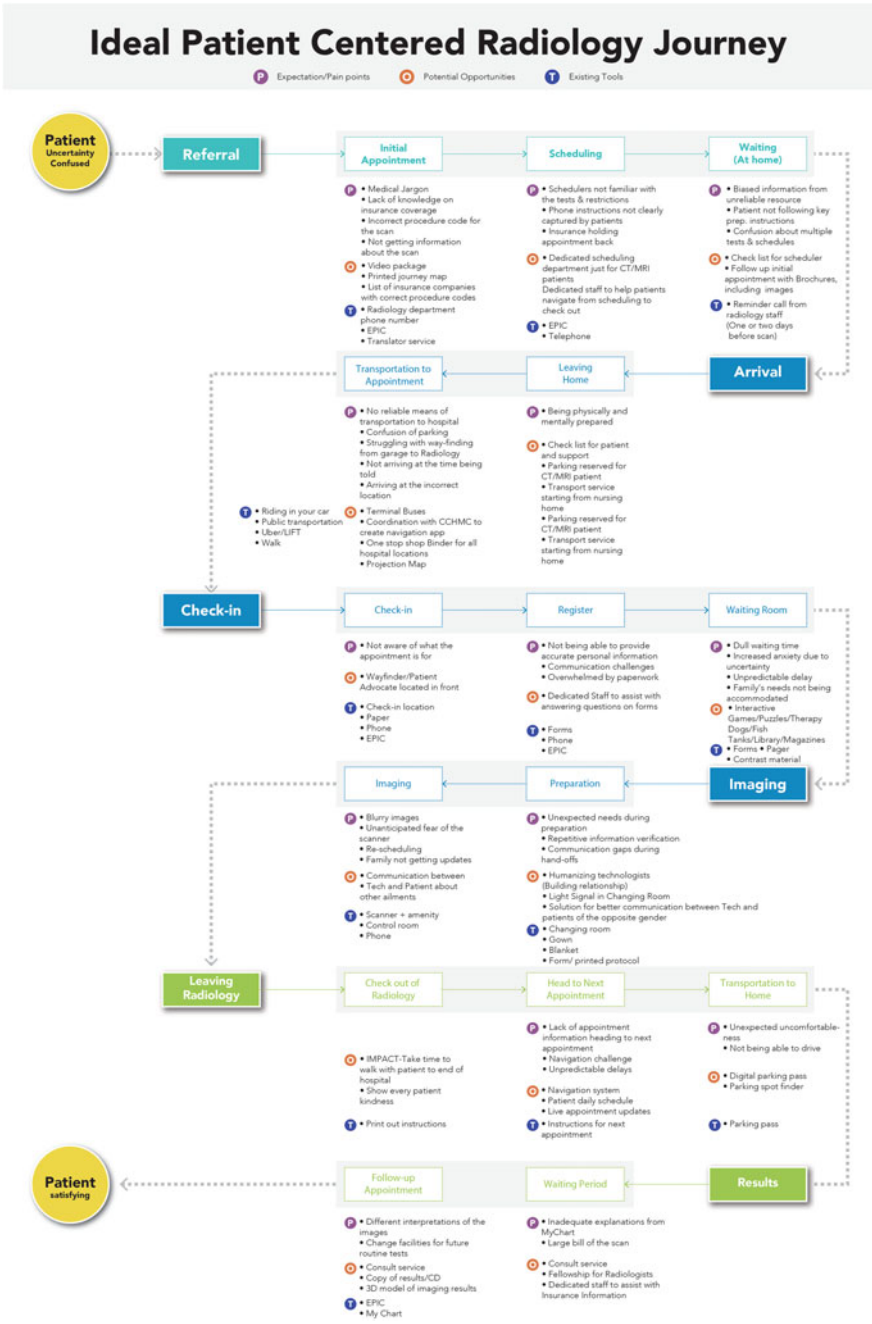 Ideal Patient Centered Radiology Journey
P Expectation/Pain points
O Potential Opportunities
T Existing Tools
Patient
Uncertainty
Confused
Referral
Initial
Appointment
Scheduling
Waiting
(At home)
P • Medical Jargon
• Lack of knowledge on
insurance coverage
• Incorrect procedure code for
the scan
• Not getting information
about the scan
O • Video package
• Printed journey map
• List of insurance companies
with correct procedure codes
T • Radiology department
phone number
• EPIC
• Translator service
P • Schedulers not familiar with
the tests & restrictions
• Phone instructions not clearly
captured by patients
• Insurance holding
appointment back
O • Dedicated scheduling
department just for CT/MRI
patients
Dedicated staff to help patients
navigate from scheduling to
check out
T • EPIC
• Telephone
P • Biased information from
unreliable resource
• Patient not following key
prep. instructions
• Confusion about multiple
tests & schedules
O • Check list for scheduler
• Follow up initial
appointment with Brochures,
including images
T • Reminder call from
radiology staff
(One or two days
before scan)
Arrival
Leaving
Home
Transportation to
Appointment
P • Being physically and
mentally prepared
O • Check list for patient
and support
• Parking reserved for
CT/MRI patient
• Transport service
starting from nursing
home
• Parking reserved for
CT/MRI patient
• Transport service
starting from nursing
home
P • No reliable means of
transportation to hospital
• Confusion of parking
• Struggling with way-finding
from garage to Radiology
• Not arriving at the time being
told
• Arriving at the incorrect
location
O • Terminal Buses
• Coordination with CCHMC to
create navigation app
• One stop shop Binder for all
hospital locations
• Projection Map
T • Riding in your car
• Public transportation
• Uber/LIFT
• Walk
Check-in
Check-in
Register
Waiting Room
P • Not aware of what the
appointment is for
O • Wayfinder/Patient
Advocate located in front
T • Check-in location
• Paper
• Phone
• EPIC
P • Not being able to provide
accurate personal information
• Communication challenges
• Overwhelmed by paperwork
O • Dedicated Staff to assist with
answering questions on forms
T • Forms
• Phone
• EPIC
P • Dull waiting time
• Increased anxiety due to
uncertainty
• Unpredictable delay
• Family's needs not being
accommodated
O • Interactive
Games/Puzzles/Therapy
Dogs/Fish
Tanks/Library/Magazines
T • Forms • Pager
• Contrast material
Imaging
Preparation
Imaging
P • Unexpected needs during
preparation
• Repetitive information verification
• Communication gaps during
hand-offs
O • Humanizing technologists
(Building relationship)
• Light Signal in Changing Room
• Solution for better communication between Tech and
patients of the opposite gender
T • Changing room
• Gown
• Blanket
• Form/ printed protocol
P • Blurry images
• Unanticipated fear of the
scanner
• Re-scheduling
• Family not getting updates
O • Communication between
• Tech and Patient about
other ailments
T • Scanner + amenity
• Control room
• Phone
Leaving
Radiology
Check out of
Radiology
Head to Next
Appointment
Transportation to
Home
O • IMPACT-Take time to
walk with patient to end of
hospital
• Show every patient
kindness
T • Print out instructions
P • Lack of appointment
information heading to next
appointment
• Navigation challenge
• Unpredictable delays
O • Navigation system
• Patient daily schedule
• Live appointment updates
T • Instructions for next
appointment
P • Unexpected uncomfortable-
ness
• Not being able to drive
O • Digital parking pass
• Parking spot finder
T • Parking pass
Results
Waiting Period
Follow-up
Appointment
Patient
satisfying
P • Inadequate explanations from
MyChart
• Large bill of the scan
O • Consult service
• Fellowship for Radiologists
• Dedicated staff to assist with
Insurance Information
P • Different interpretations of the
images
• Change facilities for future
routine tests
O • Consult service
• Copy of results/CD
• 3D model of imaging results
T • EPIC
• My Chart